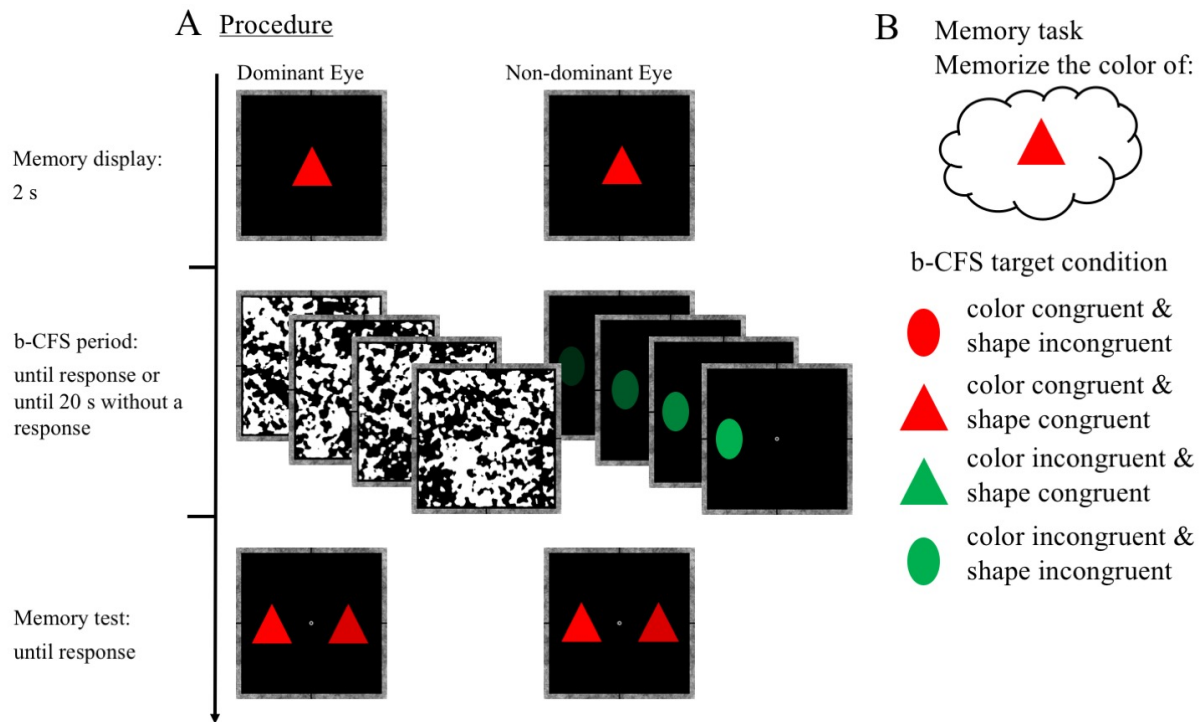 A Procedure
Dominant Eye
Non-dominant Eye
Memory display:
2 s
b-CFS period:
until response or
until 20 s without a
response
Memory test:
until response
B Memory task
Memorize the color of:
b-CFS target condition
color congruent &
shape incongruent
color congruent &
shape congruent
color incongruent &
shape congruent
color incongruent &
shape incongruent